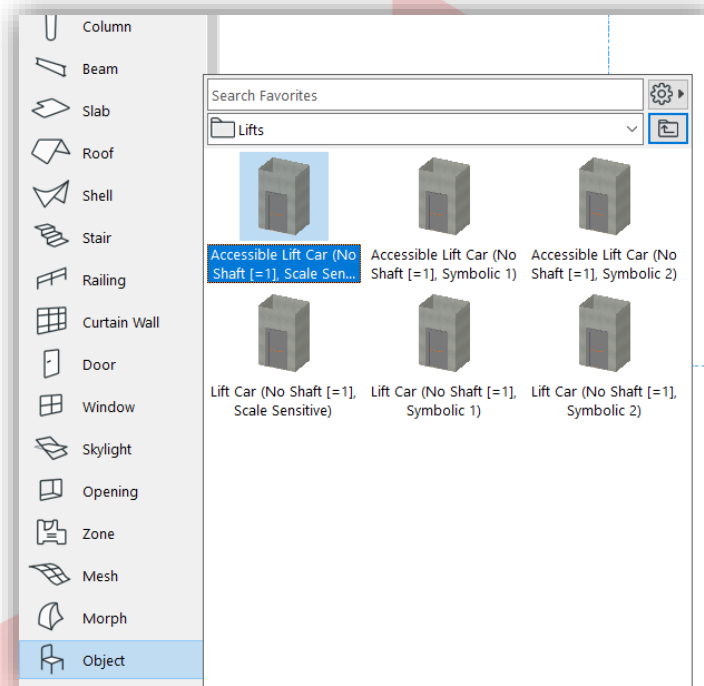 Column
Beam
Slab
Roof
Shell
Stair
Railing
Curtain Wall
Door
Window
Skylight
Opening
Zone
Mesh
Morph
Object
Search Favorites
Lifts
Accessible Lift Car (No
Shaft [=1], Scale Sen...
Accessible Lift Car (No
Shaft [=1], Symbolic 1)
Accessible Lift Car (No
Shaft [=1], Symbolic 2)
Lift Car (No Shaft [=1],
Scale Sensitive)
Lift Car (No Shaft [=1],
Symbolic 1)
Lift Car (No Shaft [=1],
Symbolic 2)